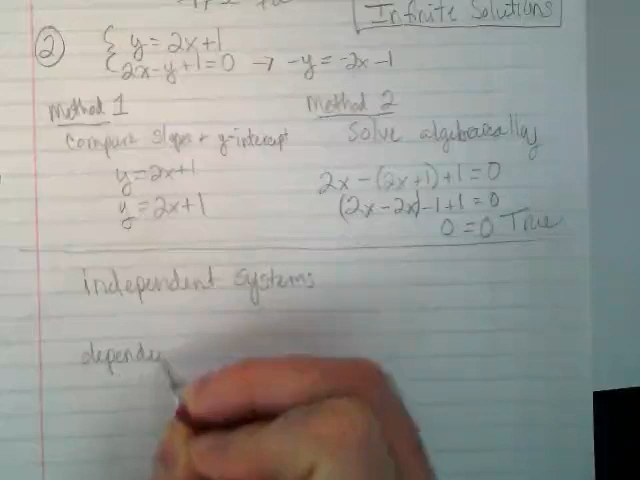 Infinite Solutions
② { y = 2x + 1
{ 2x - y + 1 = 0 → -y = -2x - 1
Method 1
Method 2
Compare slope + y-intercept
Solve algebraically
y = 2x + 1
y = 2x + 1
2x - (2x + 1) + 1 = 0
(2x - 2x) - 1 + 1 = 0
0 = 0 True
independent systems
depende